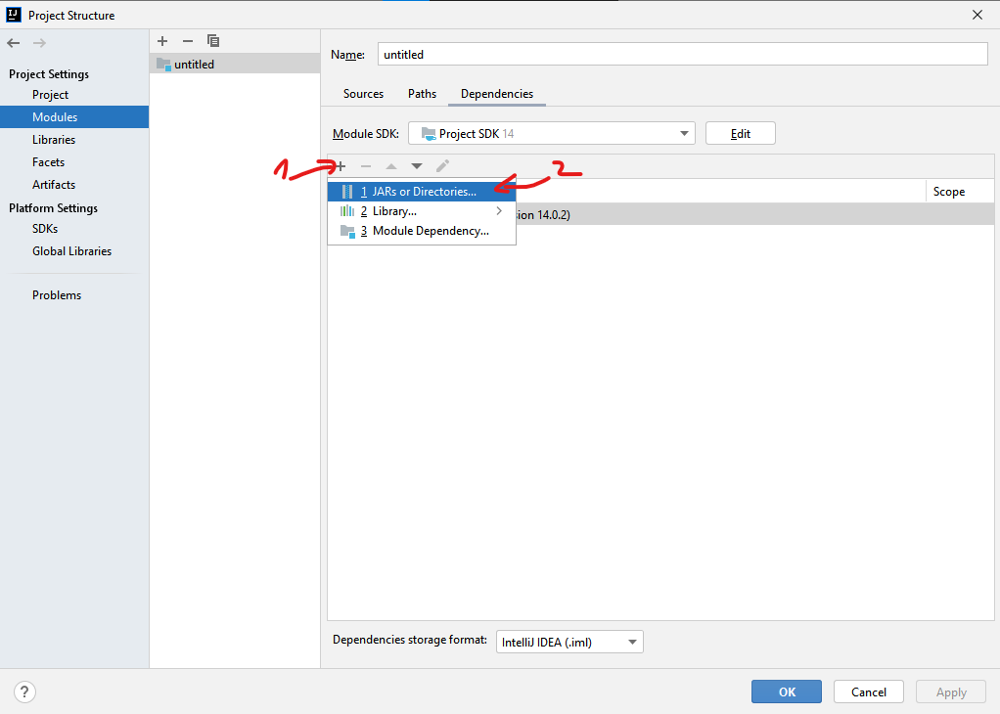 IJ
Project Structure
Project Settings
Project
Modules
Libraries
Facets
Artifacts
Platform Settings
SDKs
Global Libraries
Problems
untitled
Name:
untitled
Sources
Paths
Dependencies
Module SDK:
Project SDK 14
Edit
1
2
Scope
1 JARs or Directories...
2 Library...
3 Module Dependency...
14.0.2)
Dependencies storage format:
IntelliJ IDEA (.iml)
?
OK
Cancel
Apply